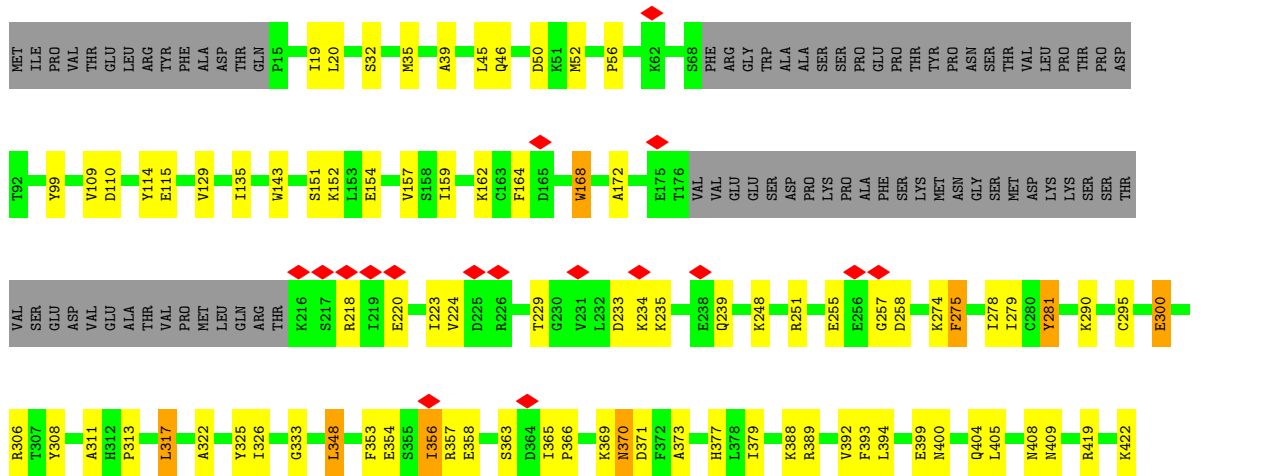 MET ILE PRO VAL THR GLU LEU ARG TYR PHE ALA ASP THR GLN P15 I19 L20 S32 M35 A39 L45 Q46 D50 K51 M52 P56 K62 S68 PHE ARG GLY TRP ALA ALA SER SER PRO GLU PRO THR TYR PRO ASN SER THR VAL LEU PRO THR PRO ASP
T92 Y99 V109 D110 Y114 E115 V129 I135 W143 S151 K152 L153 E154 V157 S158 I159 K162 C163 F164 D165 W168 A172 E175 T176 VAL VAL GLU GLU SER ASP PRO LYS PRO ALA PHE SER LYS MET ASN GLY SER MET ASP LYS LYS SER SER THR
VAL SER GLU ASP VAL GLU ALA THR VAL PRO MET LEU GLN ARG THR K216 S217 R218 I219 E220 I223 V224 D225 R226 T229 G230 V231 L232 D233 K234 K235 E238 Q239 K248 R251 E255 E256 G257 D258 K274 F275 I278 I279 C280 Y281 K290 C295 E300
R306 T307 Y308 A311 H312 P313 L317 A322 Y325 I326 G333 L348 F353 E354 S355 I356 R357 E358 S363 D364 I365 P366 K369 N370 D371 F372 A373 H377 L378 I379 K388 R389 V392 F393 L394 E399 N400 Q404 L405 N408 N409 R419 K422